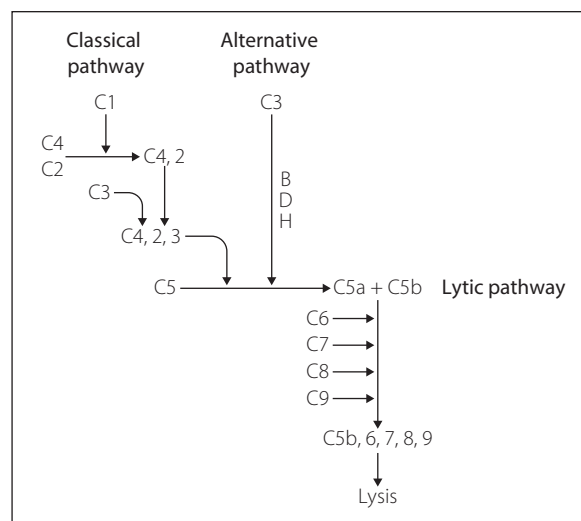 Classical
pathway
Alternative
pathway
C1
C3
C4
C2
C4, 2
C3
B
D
H
C4, 2, 3
C5
C5a + C5b
Lytic pathway
C6
C7
C8
C9
C5b, 6, 7, 8, 9
Lysis